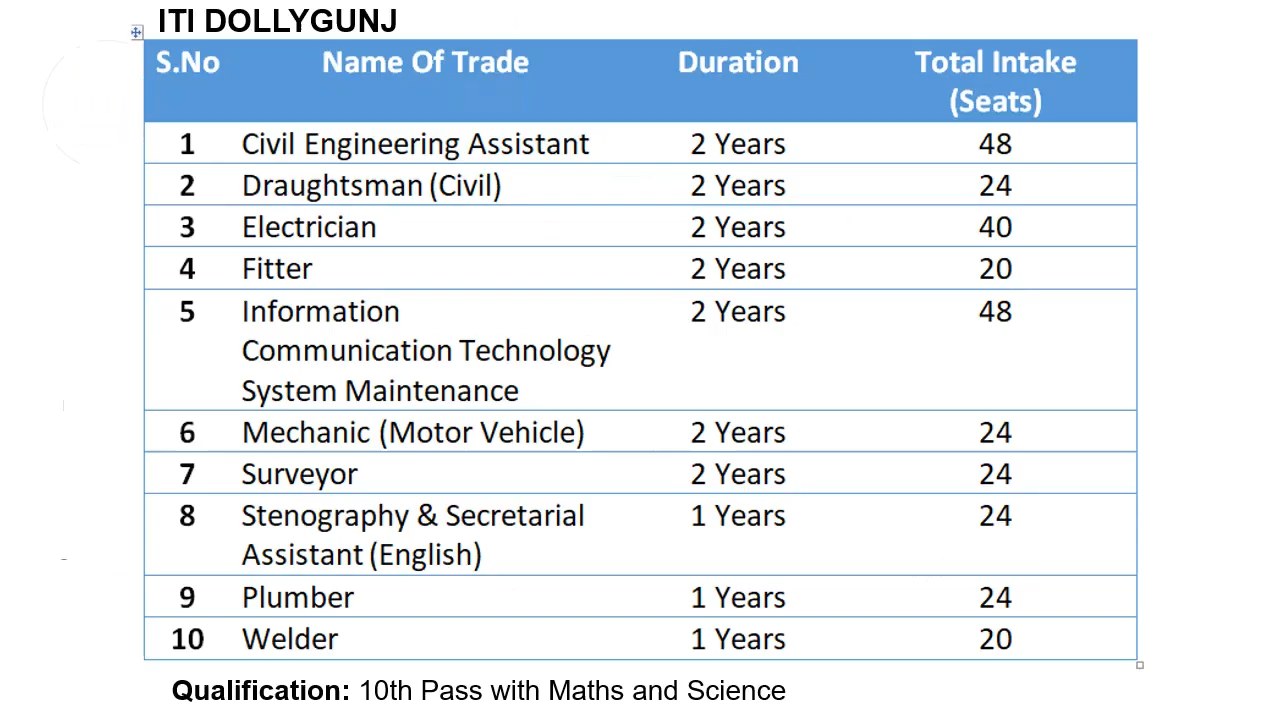 ITI DOLLYGUNJ
S.No Name Of Trade Duration Total Intake
(Seats)
1 Civil Engineering Assistant 2 Years 48
2 Draughtsman (Civil) 2 Years 24
3 Electrician 2 Years 40
4 Fitter 2 Years 20
5 Information 2 Years 48
Communication Technology
System Maintenance
6 Mechanic (Motor Vehicle) 2 Years 24
7 Surveyor 2 Years 24
8 Stenography & Secretarial 1 Years 24
Assistant (English)
9 Plumber 1 Years 24
10 Welder 1 Years 20
Qualification: 10th Pass with Maths and Science